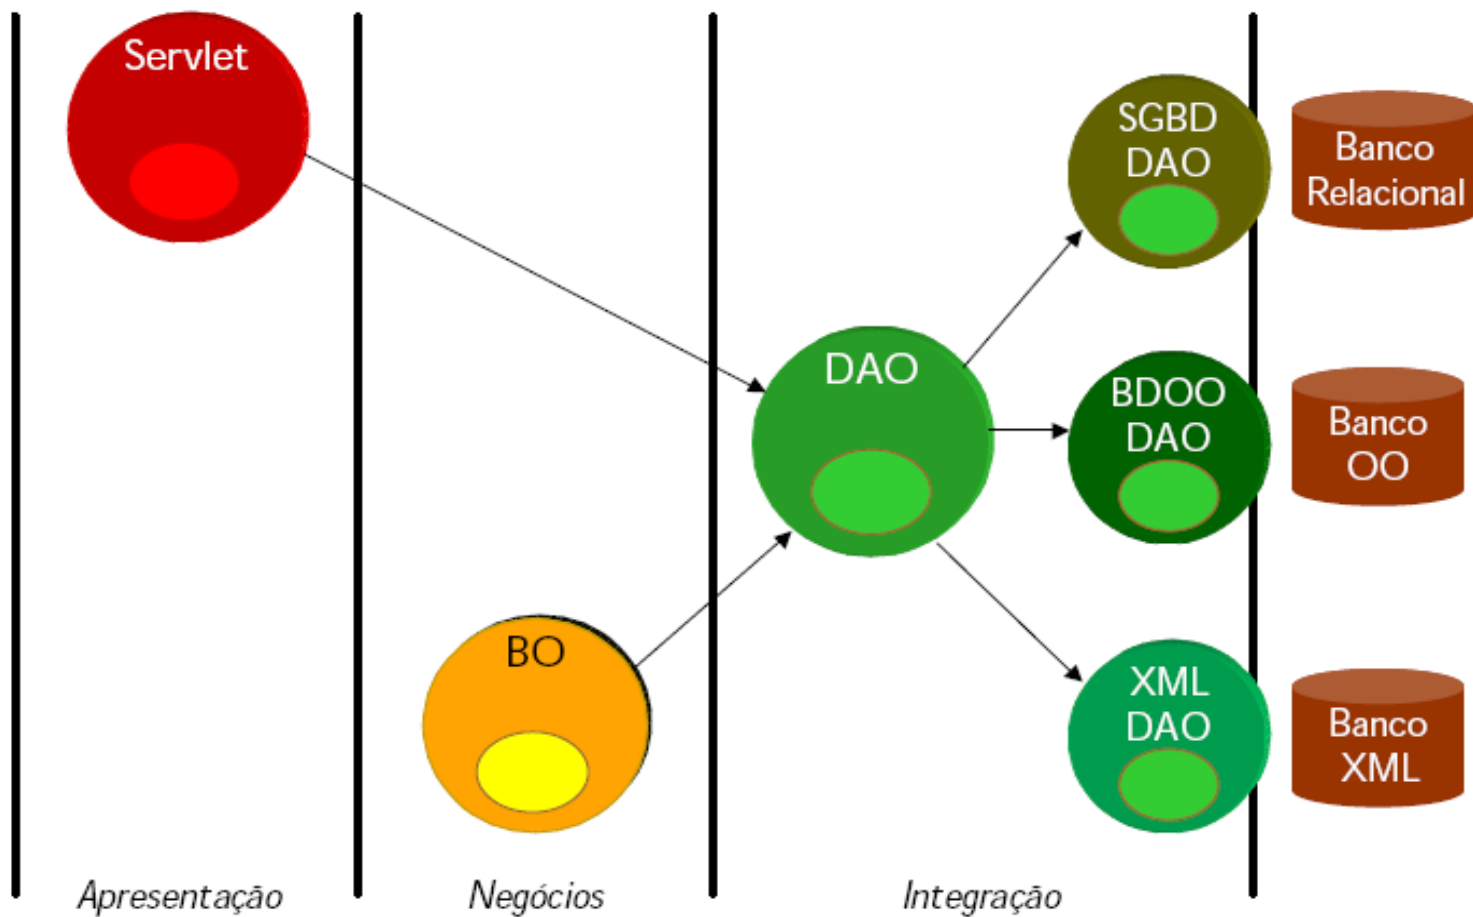 Servlet
SGBD
DAO
Banco
Relacional
DAO
BDOO
DAO
Banco
OO
BO
XML
DAO
Banco
XML
Apresentação
Negócios
Integração